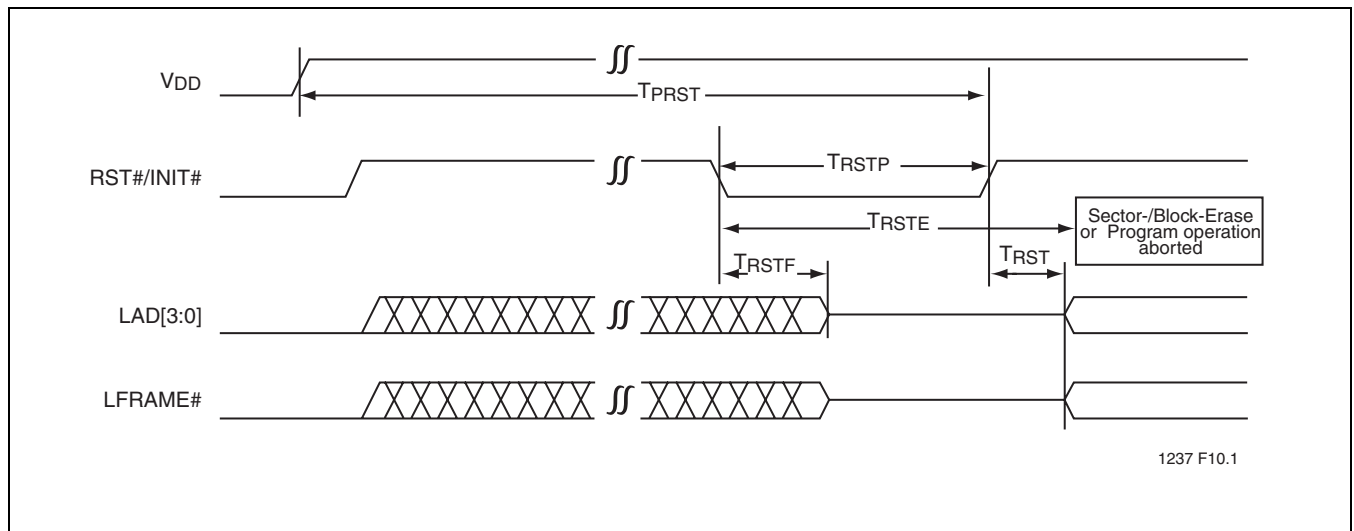 VDD
TPRST
RST#/INIT#
TRSTP
TRSTE
Sector-/Block-Erase
or Program operation
aborted
TRSTF
TRST
LAD[3:0]
LFRAME#
1237 F10.1